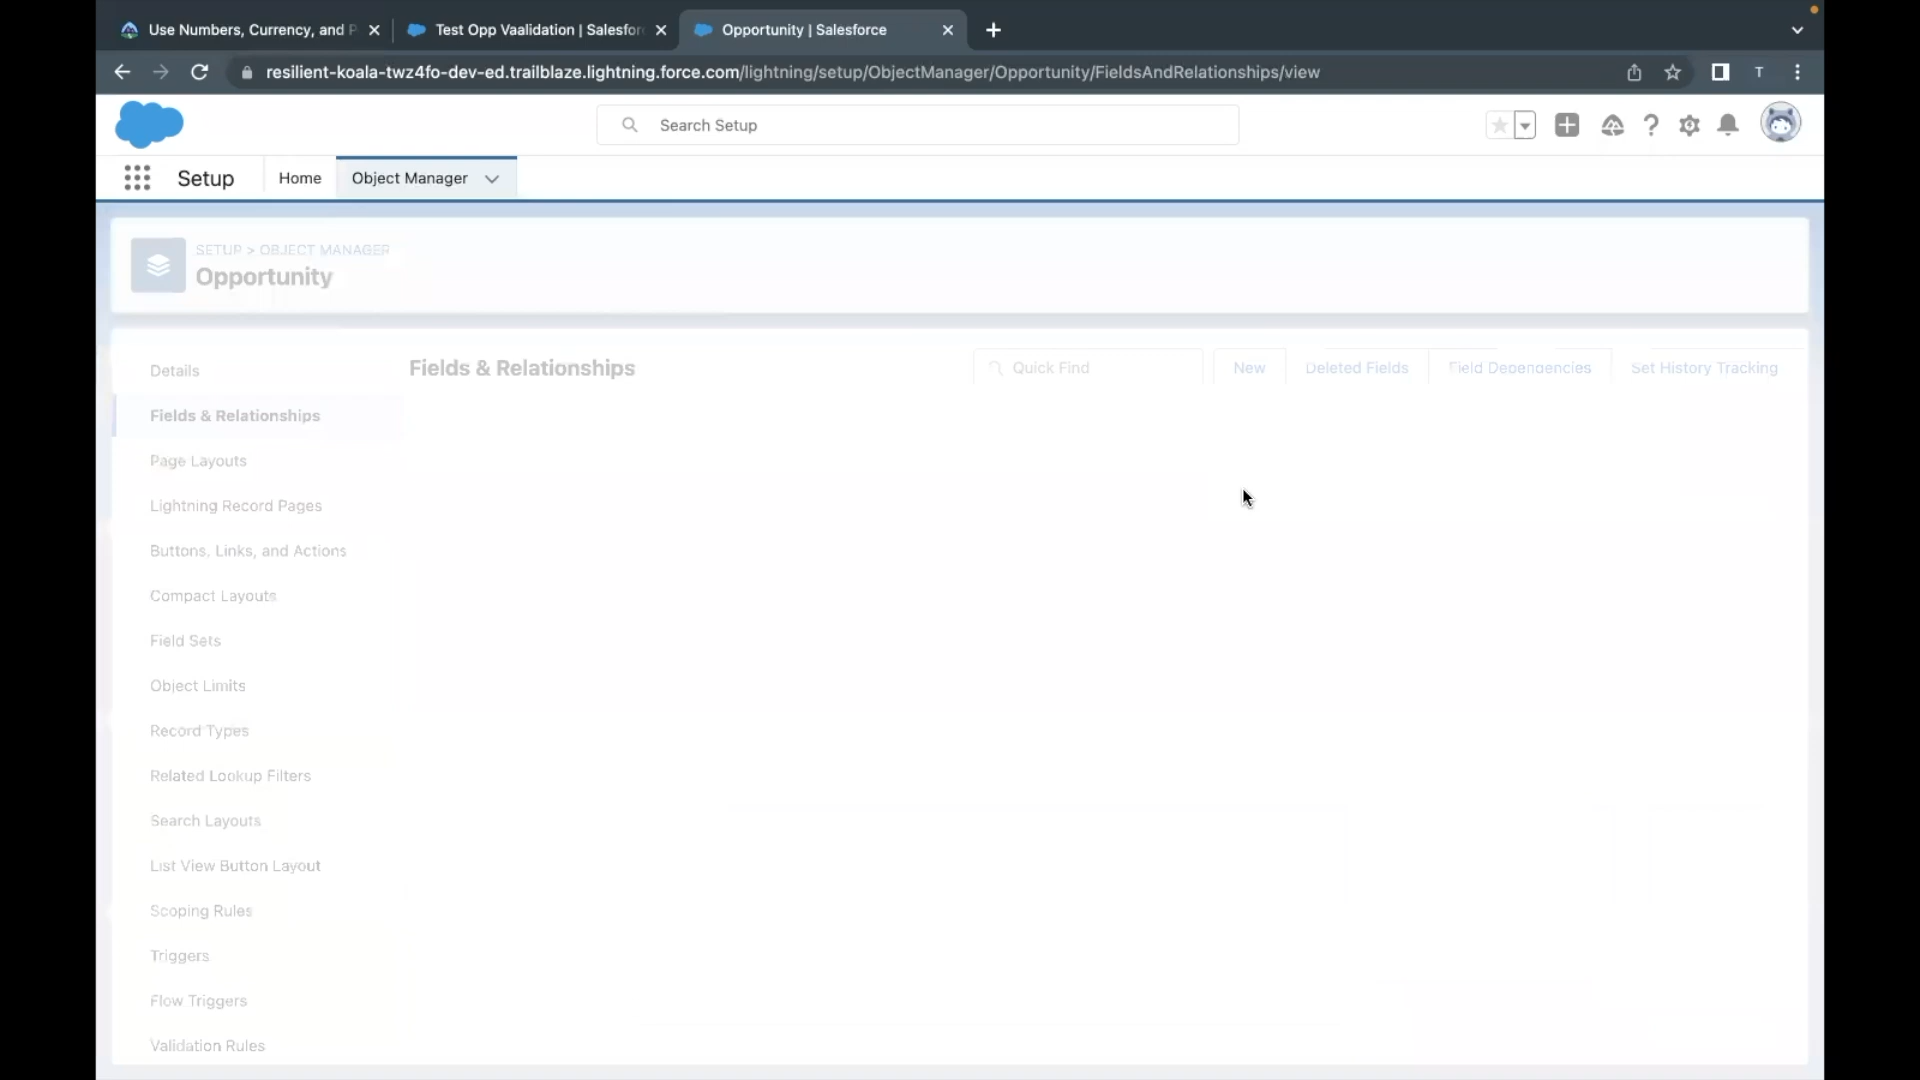 Use Numbers, Currency, and P
Test Opp Vaalidation | Salesfor
Opportunity | Salesforce
resilient-koala-twz4fo-dev-ed.trailblaze.lightning.force.com/lightning/setup/ObjectManager/Opportunity/FieldsAndRelationships/view
T
Search Setup
Setup
Home
Object Manager
SETUP > OBJECT MANAGER
Opportunity
Details
Fields & Relationships
Page Layouts
Lightning Record Pages
Buttons, Links, and Actions
Compact Layouts
Field Sets
Object Limits
Record Types
Related Lookup Filters
Search Layouts
List View Button Layout
Scoping Rules
Triggers
Flow Triggers
Validation Rules
Fields & Relationships
Quick Find
New
Deleted Fields
Field Dependencies
Set History Tracking